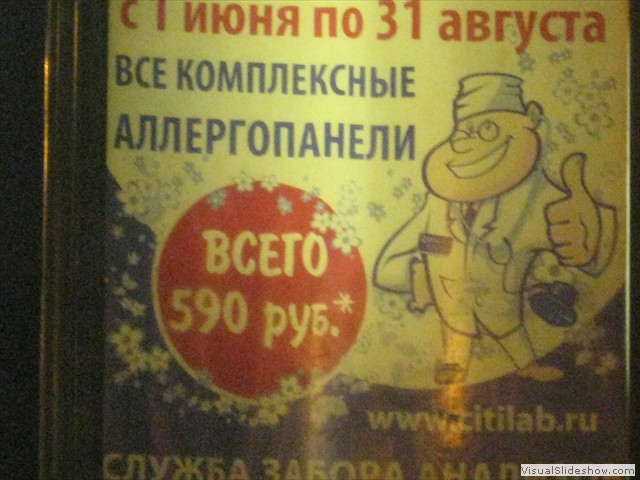 с 1 июня по 31 августа
ВСЕ КОМПЛЕКСНЫЕ
АЛЛЕРГОПАНЕЛИ
ВСЕГО
590 руб.*
www.citilab.ru
СЛУЖБА ЗАБОРА
VisualSlideshow.com